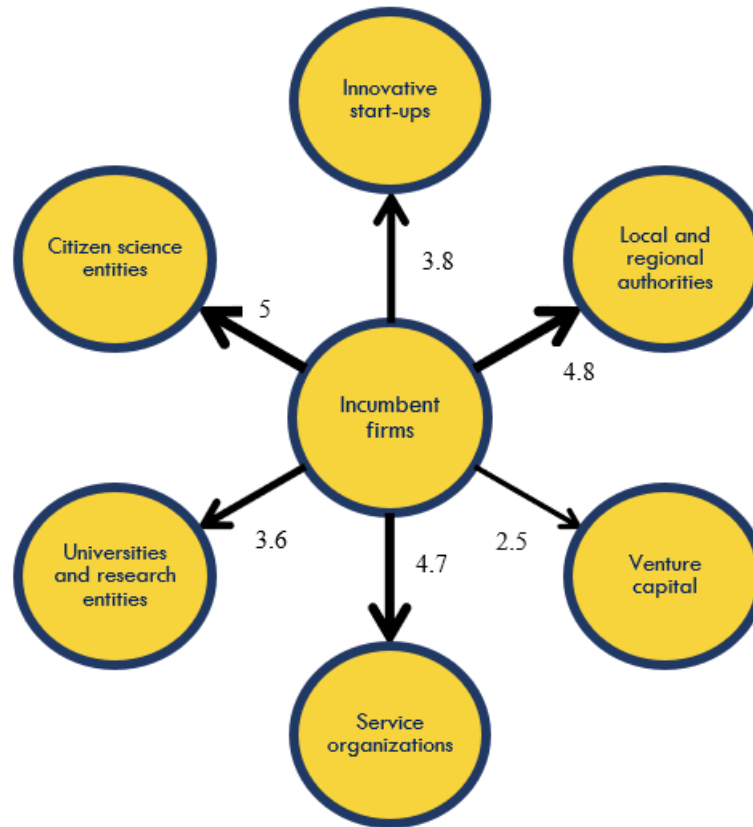 Innovative
start-ups
Citizen science
entities
Local and
regional
authorities
3.8
5
4.8
Incumbent
firms
3.6
4.7
2.5
Universities
and research
entities
Venture
capital
Service
organizations